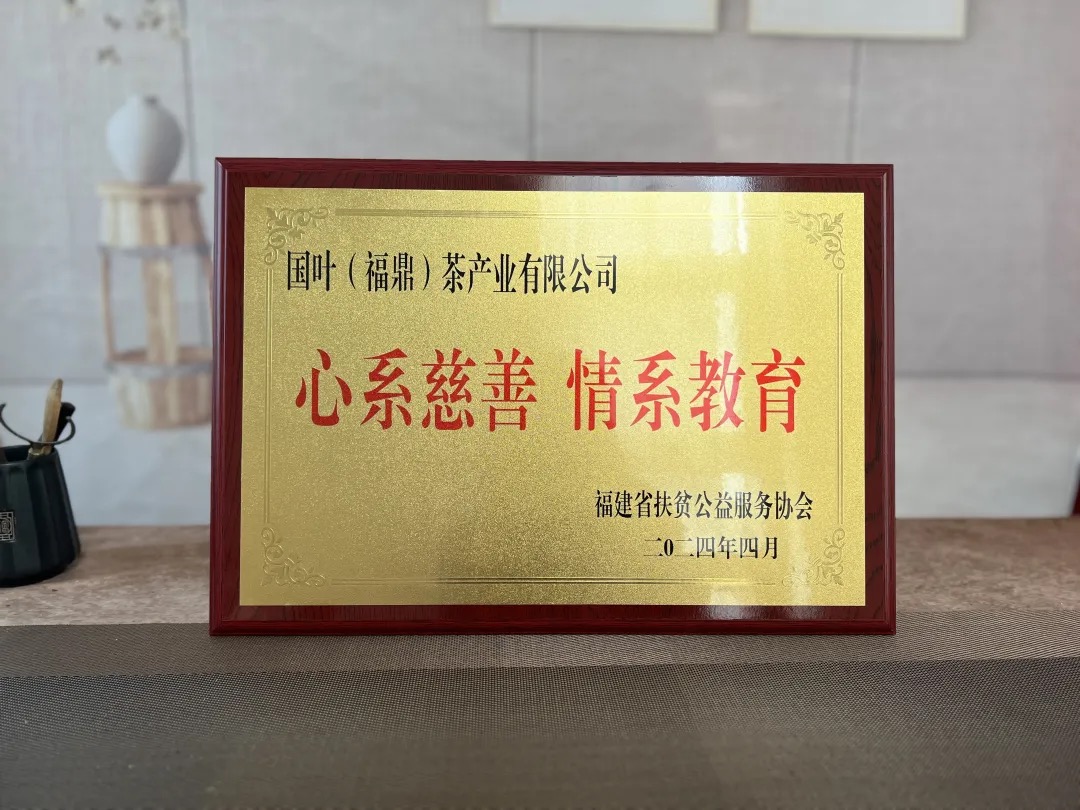 国叶（福鼎）茶产业有限公司
心系慈善 情系教育
福建省扶贫公益服务协会
二0二四年四月